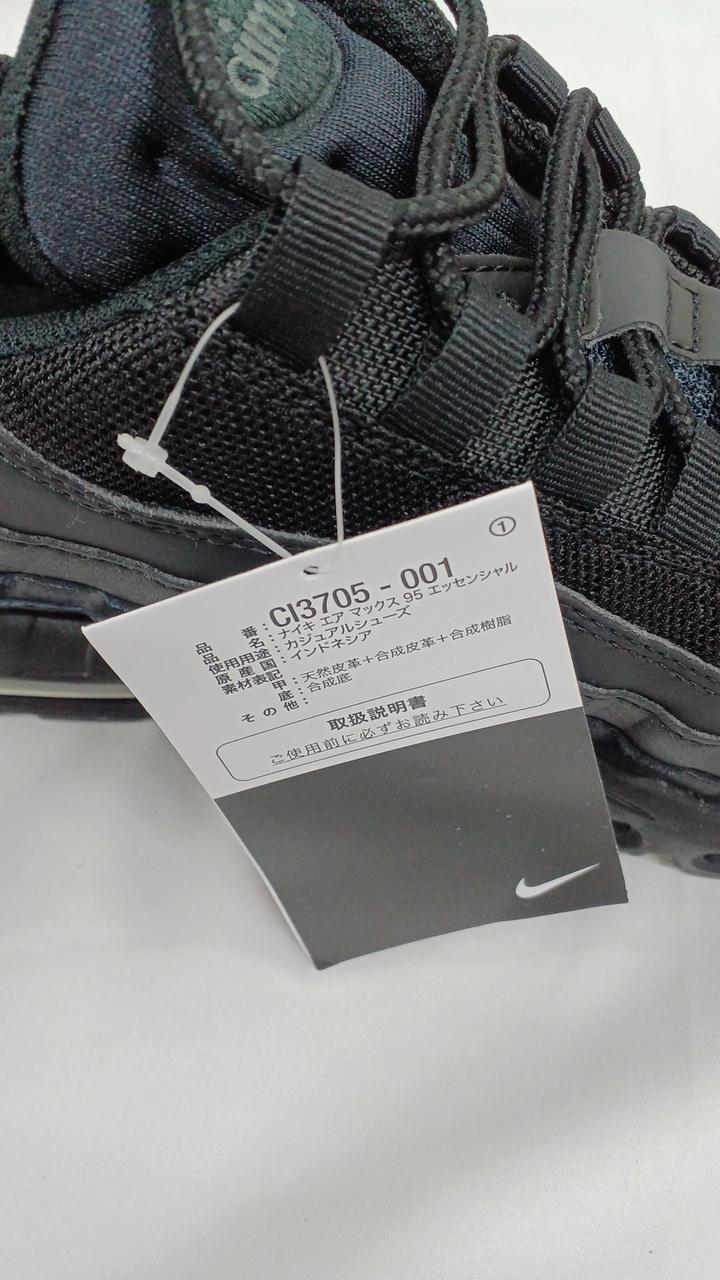 airm
①
品番：CI3705 - 001
品名：ナイキ エア マックス 95 エッセンシャル
使用用途：カジュアルシューズ
原産国：インドネシア
素材表記：
甲：天然皮革+合成皮革+合成樹脂
底：合成底
その他：
取扱説明書
ご使用前に必ずお読み下さい